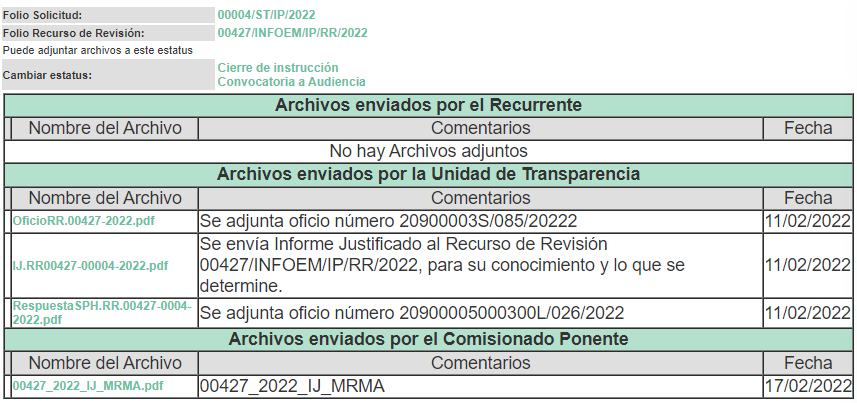 Folio Solicitud: 00004/ST/IP/2022
Folio Recurso de Revisión: 00427/INFOEM/IP/RR/2022
Puede adjuntar archivos a este estatus
Cambiar estatus: Cierre de instrucción
Convocatoria a Audiencia
Archivos enviados por el Recurrente
Nombre del Archivo Comentarios Fecha
No hay Archivos adjuntos
Archivos enviados por la Unidad de Transparencia
Nombre del Archivo Comentarios Fecha
OficioRR.00427-2022.pdf Se adjunta oficio número 20900003S/085/20222 11/02/2022
Se envía Informe Justificado al Recurso de Revisión
IJ.RR00427-00004-2022.pdf 00427/INFOEM/IP/RR/2022, para su conocimiento y lo que se 11/02/2022
determine.
RespuestaSPH.RR.00427-0004-
2022.pdf Se adjunta oficio número 20900005000300L/026/2022 11/02/2022
Archivos enviados por el Comisionado Ponente
Nombre del Archivo Comentarios Fecha
00427_2022_IJ_MRMA.pdf 00427_2022_IJ_MRMA 17/02/2022